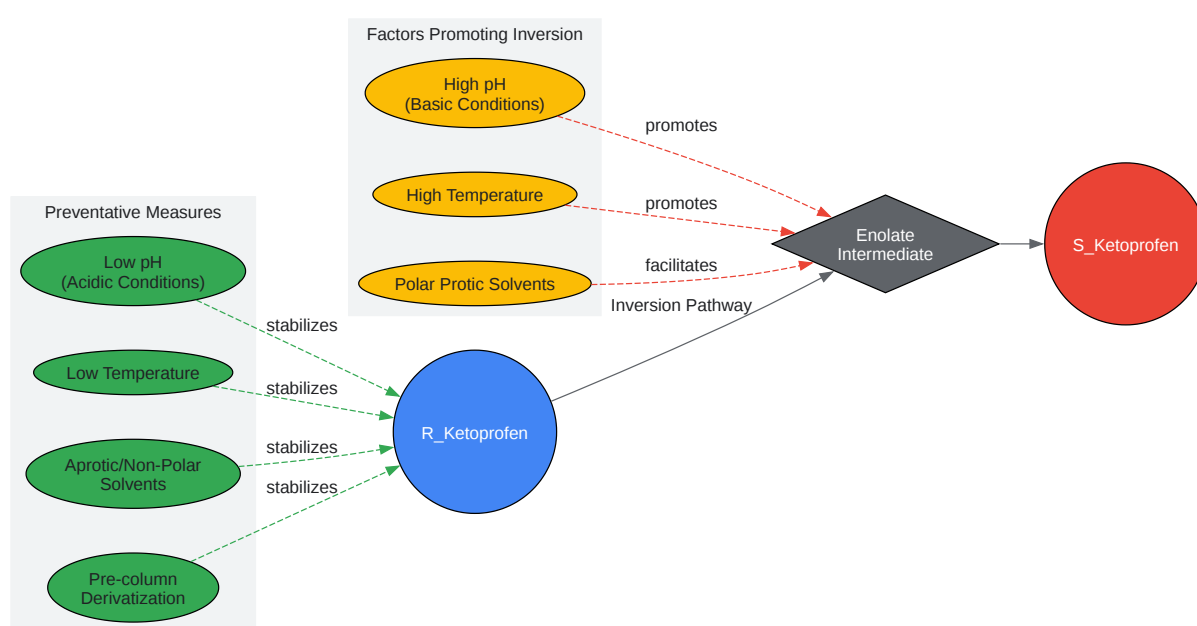 Factors Promoting Inversion
High pH
(Basic Conditions)
promotes
High Temperature
promotes
Polar Protic Solvents
facilitates
Enolate
Intermediate
S_Ketoprofen
Inversion Pathway
Preventative Measures
Low pH
(Acidic Conditions)
stabilizes
Low Temperature
stabilizes
R_Ketoprofen
Aprotic/Non-Polar
Solvents
stabilizes
Pre-column
Derivatization
stabilizes